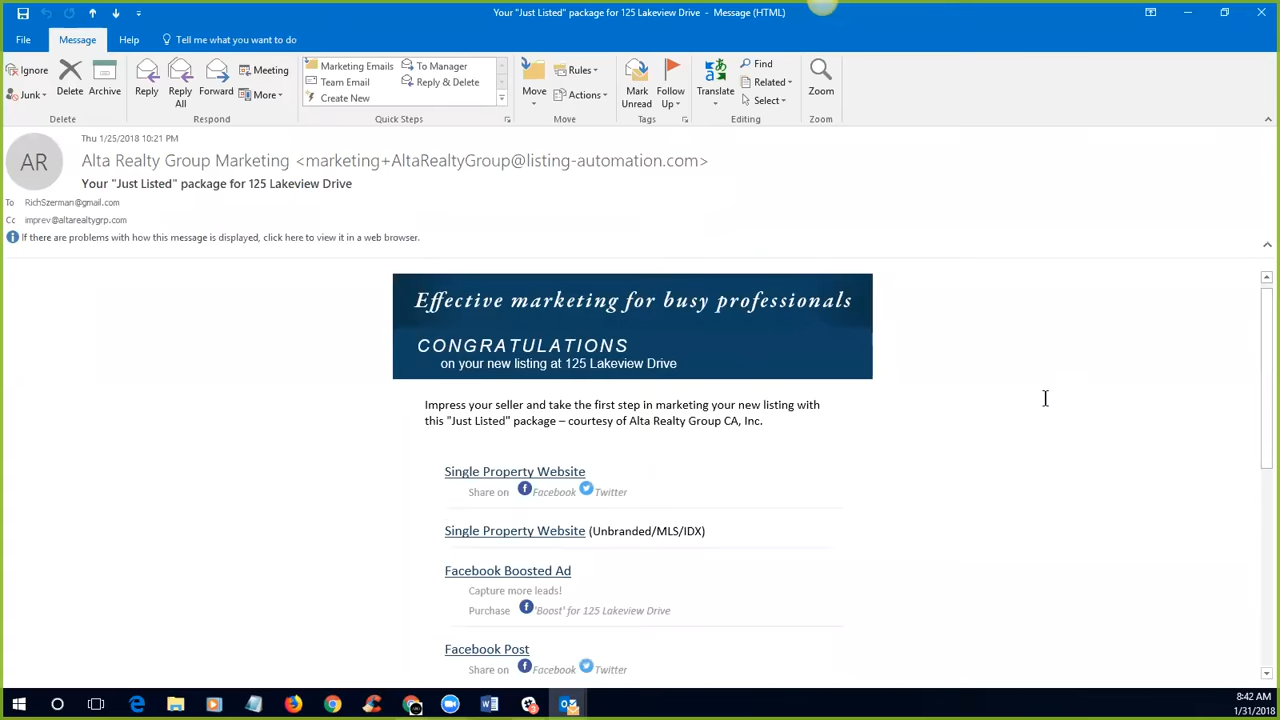 Your "Just Listed" package for 125 Lakeview Drive - Message (HTML)
File Message Help Tell me what you want to do
Ignore
Junk
Delete
Archive
Delete
Reply
Reply All
Forward
Meeting
More
Respond
Marketing Emails
Team Email
Create New
To Manager
Reply & Delete
Quick Steps
Move
Rules
Actions
Move
Mark Unread
Follow Up
Tags
Translate
Find
Related
Select
Editing
Zoom
Zoom
Thu 1/25/2018 10:21 PM
AR
Alta Realty Group Marketing <marketing+AltaRealtyGroup@listing-automation.com>
Your "Just Listed" package for 125 Lakeview Drive
To RichSzerman@gmail.com
Cc imprev@altarealtygrp.com
If there are problems with how this message is displayed, click here to view it in a web browser.
Effective marketing for busy professionals
CONGRATULATIONS
on your new listing at 125 Lakeview Drive
Impress your seller and take the first step in marketing your new listing with
this "Just Listed" package – courtesy of Alta Realty Group CA, Inc.
Single Property Website
Share on Facebook Twitter
Single Property Website (Unbranded/MLS/IDX)
Facebook Boosted Ad
Capture more leads!
Purchase 'Boost' for 125 Lakeview Drive
Facebook Post
Share on Facebook Twitter
8:42 AM
1/31/2018